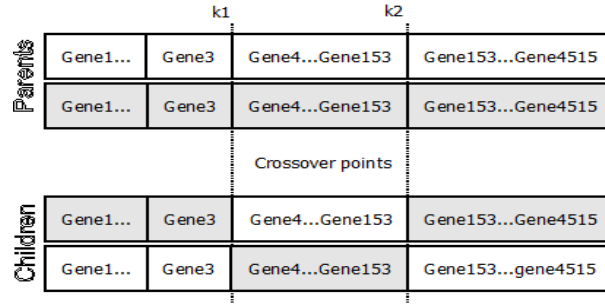 k1 k2
Parents
Gene1... Gene3 Gene4...Gene153 Gene153...Gene4515
Gene1... Gene3 Gene4...Gene153 Gene153...Gene4515
Crossover points
Children
Gene1... Gene3 Gene4...Gene153 Gene153...Gene4515
Gene1... Gene3 Gene4...Gene153 Gene153...gene4515